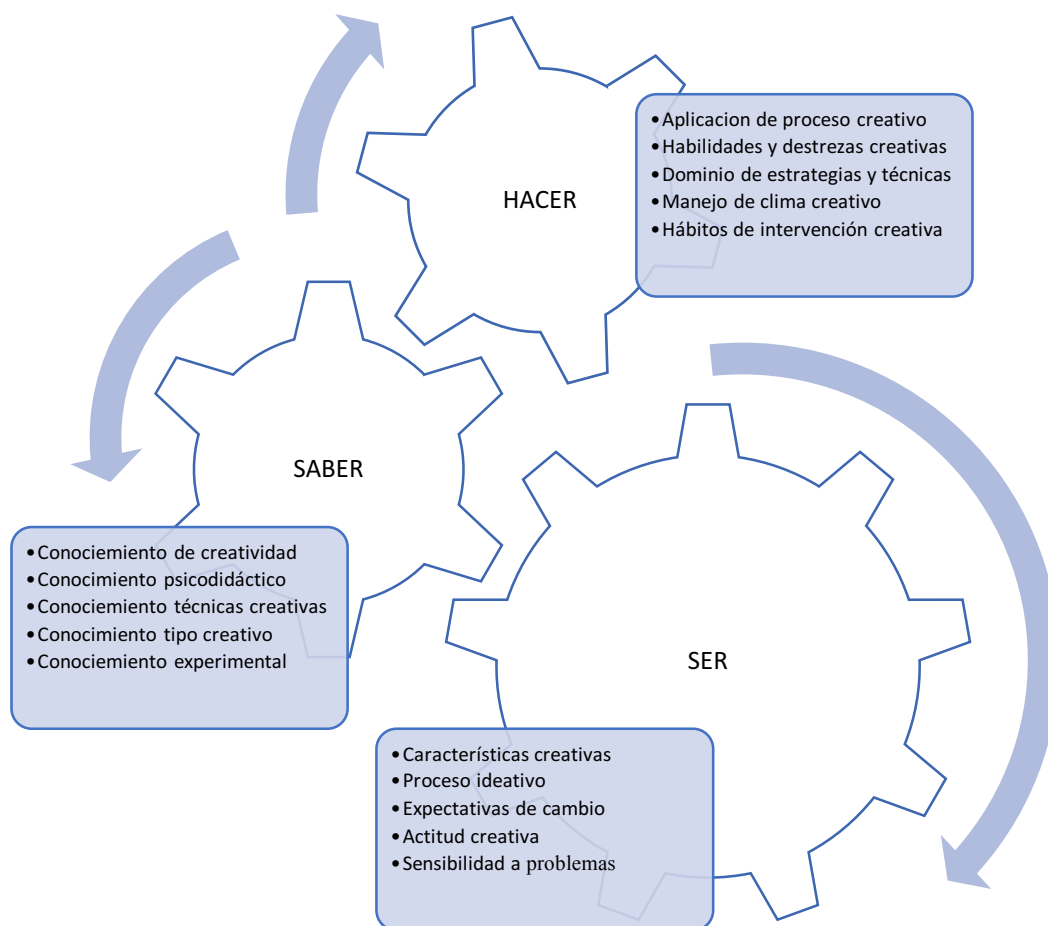 HACER
•Aplicacion de proceso creativo
•Habilidades y destrezas creativas
•Dominio de estrategias y técnicas
•Manejo de clima creativo
•Hábitos de intervención creativa
SABER
•Conociemiento de creatividad
•Conocimiento psicodidáctico
•Conociemiento técnicas creativas
•Conocimiento tipo creativo
•Conociemiento experimental
SER
•Características creativas
•Proceso ideativo
•Expectativas de cambio
•Actitud creativa
•Sensibilidad a problemas